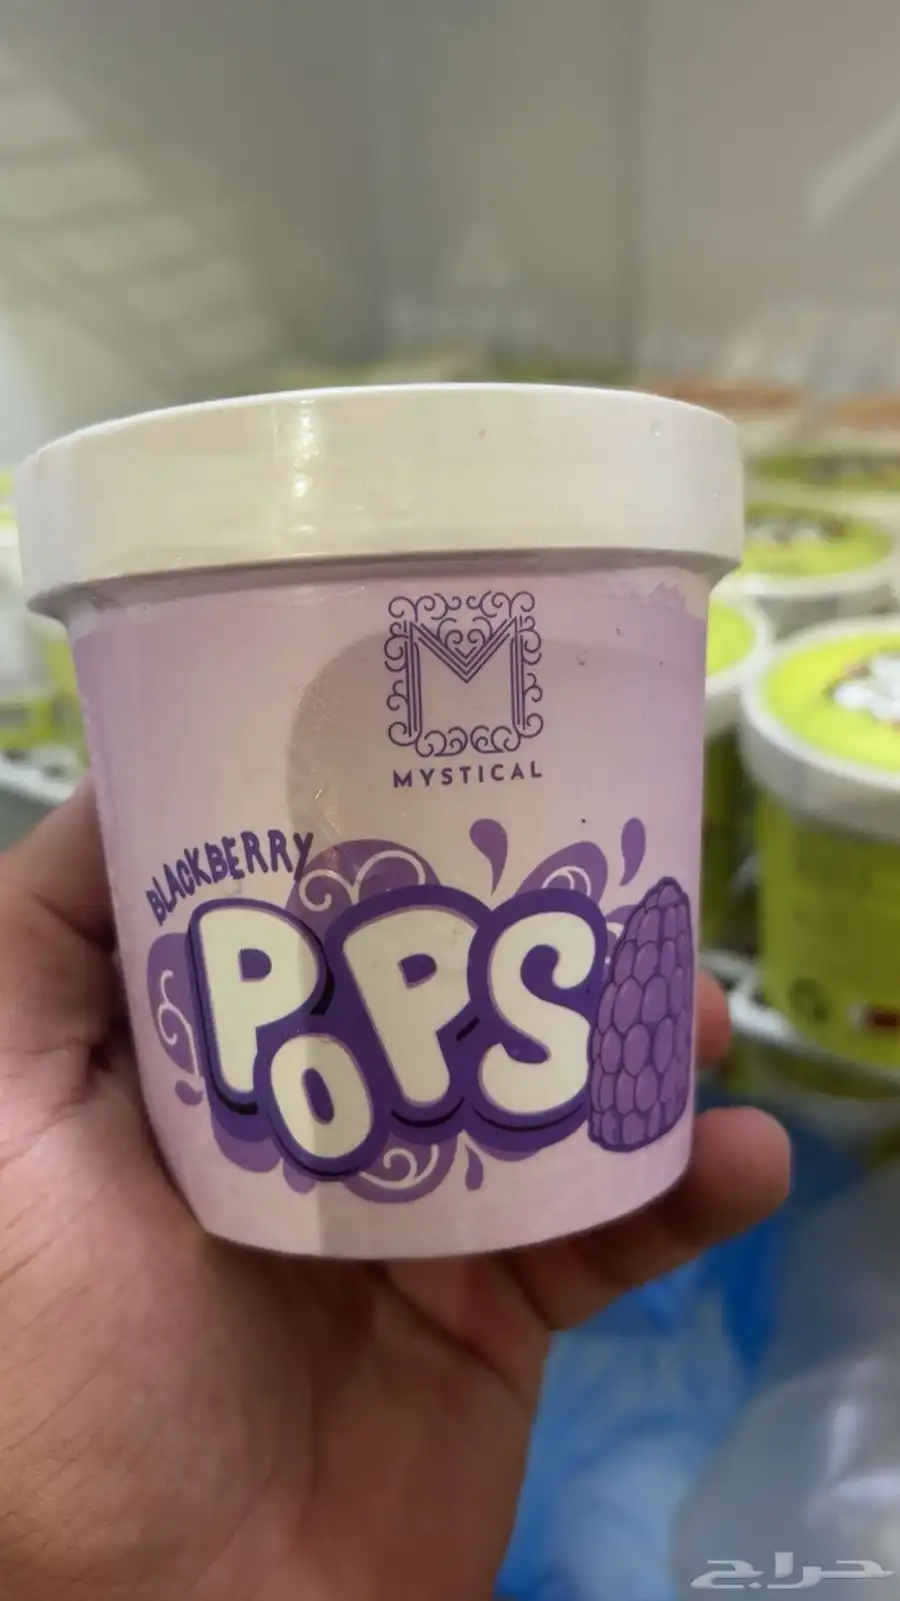 M
MYSTICAL
BLACKBERRY
POPS
حراج